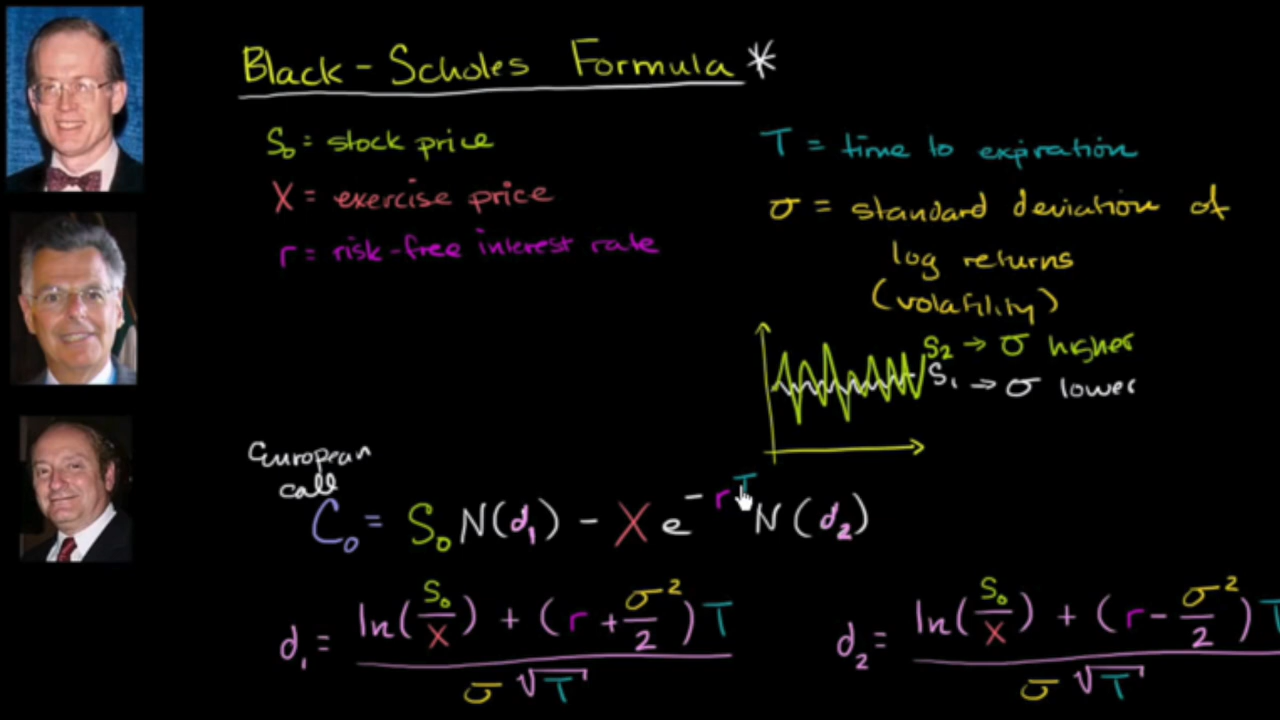 Black-Scholes Formula*
S₀ = stock price
X = exercise price
r = risk-free interest rate
T = time to expiration
σ = standard deviation of
log returns
(volatility)
S₂ → σ higher
S₁ → σ lower
European
call
C₀ = S₀N(d₁) - Xe^(-rT)N(d₂)
d₁ = (ln(S₀/X) + (r + σ²/2)T)/(σ√T)
d₂ = (ln(S₀/X) + (r - σ²/2)T)/(σ√T)